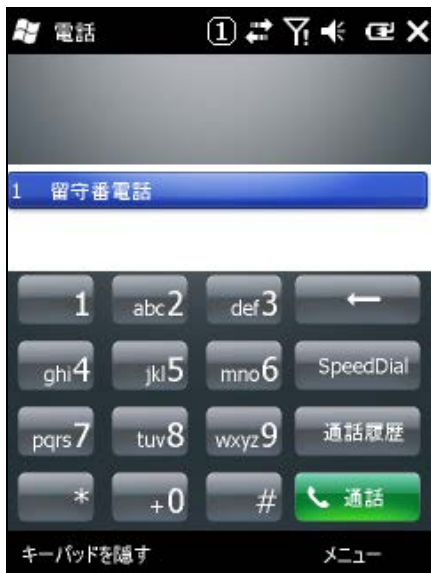 電話 1
1 留守番電話
1 abc2 def3
ghi4 jkl5 mno6 SpeedDial
pqrs7 tuv8 wxyz9 通話履歴
* +0 # 通話
キーパッドを隠す メニュー